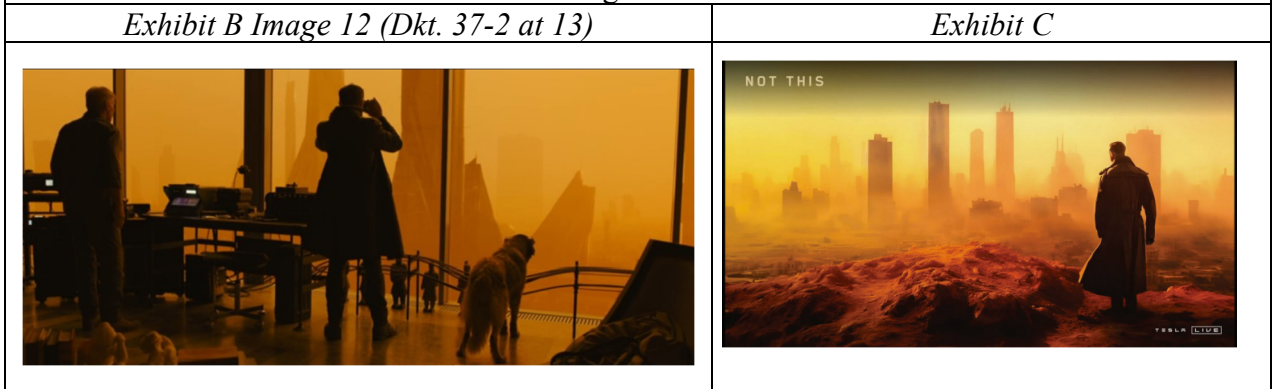 Exhibit B Image 12 (Dkt. 37-2 at 13)
Exhibit C
NOT THIS
TESLA LIVE